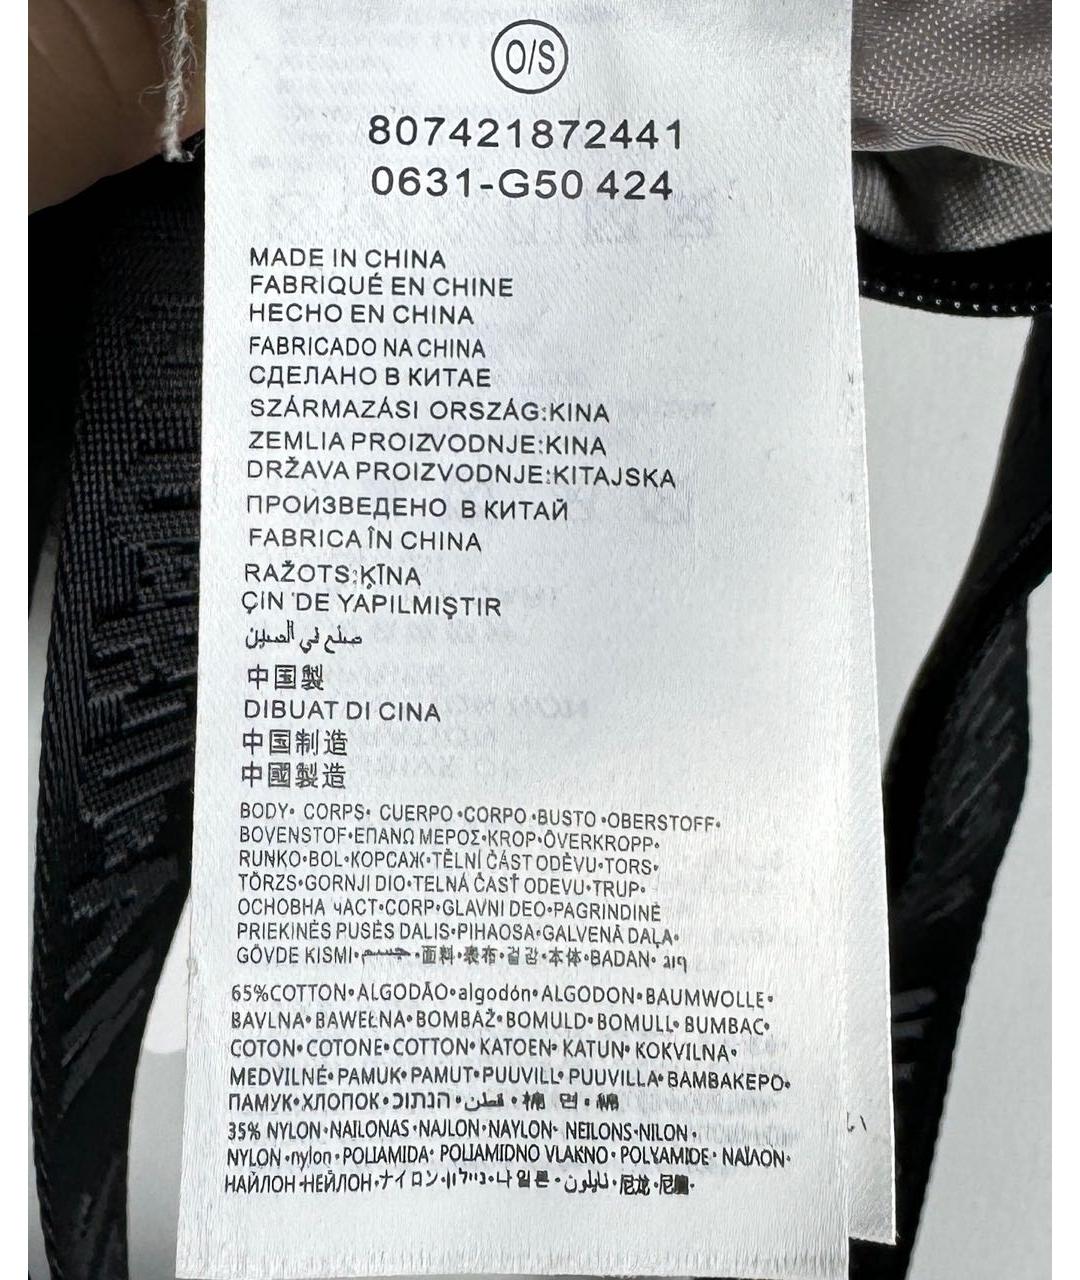 O/S
807421872441
0631-G50 424
MADE IN CHINA
FABRIQUÉ EN CHINE
HECHO EN CHINA
FABRICADO NA CHINA
СДЕЛАНО В КИТАЕ
SZÁRMAZÁSI ORSZÁG:KINA
ZEMLIA PROIZVODNJE:KINA
DRŽAVA PROIZVODNJE:KITAJSKA
ПРОИЗВЕДЕНО В КИТАЙ
FABRICA ÎN CHINA
RAŽOTS:ĶĪNA
ÇIN 'DE YAPILMIŞTIR
صنع في الصين
中国製
DIBUAT DI CINA
中国制造
中國製造
BODY• CORPS• CUERPO•CORPO•BUSTO•OBERSTOFF•
BOVENSTOF•ΕΠΑΝΩ ΜΕΡΟΣ•KROP•ÖVERKROPP•
RUNKO•BOL•КОРСАЖ•TĚLNÍ ČÁST ODĚVU•TORS•
TÖRZS•GORNJI DIO•TELNÁ ČASŤ ODEVU•TRUP•
ОСНОВНА ЧАСТ•CORP•GLAVNI DEO•PAGRINDINĖ
PRIEKINĖS PUSĖS DALIS•PIHAOSA•GALVENĀ DAĻA•
GÖVDE KISMI•جسم•面料•表布•겉감•本体•BADAN•גוף
65%COTTON•ALGODÃO•algodón•ALGODON•BAUMWOLLE•
BAVLNA•BAWEŁNA•BOMBAŽ•BOMULD•BOMULL•BUMBAC•
COTON•COTONE•COTTON•KATOEN•KATUN•KOKVILNA•
MEDVILNĖ•PAMUK•PAMUT•PUUVILL•PUUVILLA•ΒΑΜΒΑΚΕΡΟ•
ПАМУК•ХЛОПОК•כותנה•قطن•棉 면•綿
35% NYLON•NAILONAS•NAJLON•NAYLON•NEILONS•NILON•
NYLON•nylon•POLIAMIDA•POLIAMIDNO VLAKNO•POLYAMIDE•ΝΑΪΛΟΝ•
НАЙЛОН•НЕЙЛОН•ナイロン•ניילון•나일론•نايلون•尼龙•尼龍•